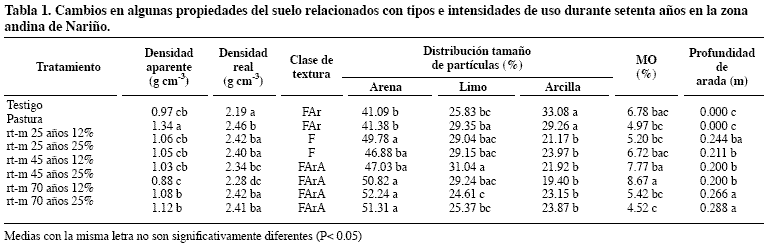 Tabla 1. Cambios en algunas propiedades del suelo relacionados con tipos e intensidades de uso durante setenta años en la zona
andina de Nariño.
Tratamiento Densidad aparente (g cm-3) Densidad real (g cm-3) Clase de textura Distribución tamaño de partículas (%) MO (%) Profundidad de arada (m)
Arena Limo Arcilla
Testigo 0.97 cb 2.19 a FAr 41.09 b 25.83 bc 33.08 a 6.78 bac 0.000 c
Pastura 1.34 a 2.46 b FAr 41.38 b 29.35 ba 29.26 a 4.97 bc 0.000 c
rt-m 25 años 12% 1.06 cb 2.42 ba F 49.78 a 29.04 bac 21.17 b 5.20 bc 0.244 ba
rt-m 25 años 25% 1.05 cb 2.40 ba F 46.88 ba 29.15 bac 23.97 b 6.72 bac 0.211 b
rt-m 45 años 12% 1.03 cb 2.34 bc FArA 47.03 ba 31.04 a 21.92 b 7.77 ba 0.200 b
rt-m 45 años 25% 0.88 c 2.28 dc FArA 50.82 a 29.24 bac 19.40 b 8.67 a 0.200 b
rt-m 70 años 12% 1.08 b 2.42 ba FArA 52.24 a 24.61 c 23.15 b 5.42 bc 0.266 a
rt-m 70 años 25% 1.12 b 2.41 ba FArA 51.31 a 25.37 bc 23.87 b 4.52 c 0.288 a
Medias con la misma letra no son significativamente diferentes (P< 0.05)